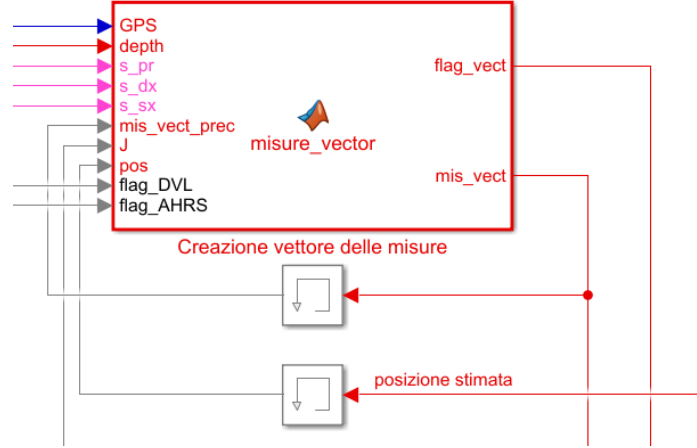 GPS
depth
s_pr
s_dx
s_sx
mis_vect_prec
J
pos
flag_DVL
flag_AHRS
misure_vector
flag_vect
mis_vect
Creazione vettore delle misure
posizione stimata